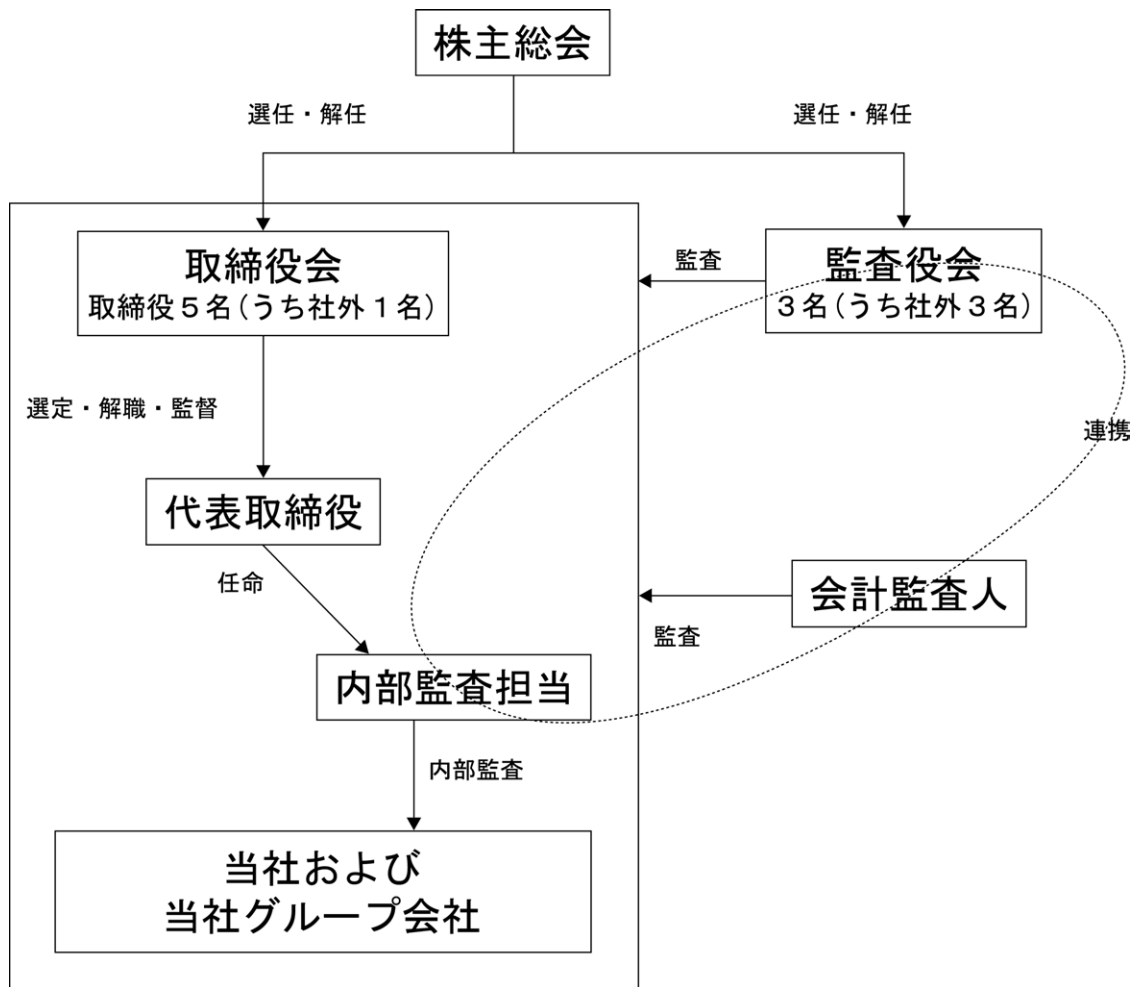 株主総会
選任・解任
選任・解任
取締役会
取締役５名（うち社外１名）
監査
監査役会
３名（うち社外３名）
選定・解職・監督
連携
代表取締役
任命
会計監査人
監査
内部監査担当
内部監査
当社および
当社グループ会社